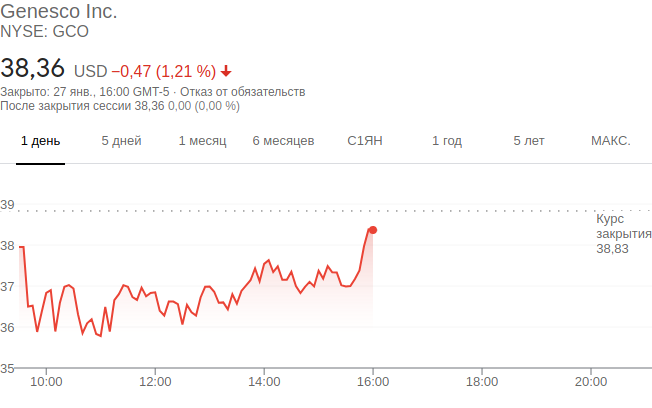 Genesco Inc.
NYSE: GCO
38,36 USD −0,47 (1,21 %)
Закрыто: 27 янв., 16:00 GMT-5 · Отказ от обязательств
После закрытия сессии 38,36 0,00 (0,00 %)
1 день 5 дней 1 месяц 6 месяцев С1ЯН 1 год 5 лет МАКС.
39
Курс
закрытия
38,83
38
37
36
35
10:00 12:00 14:00 16:00 18:00 20:00